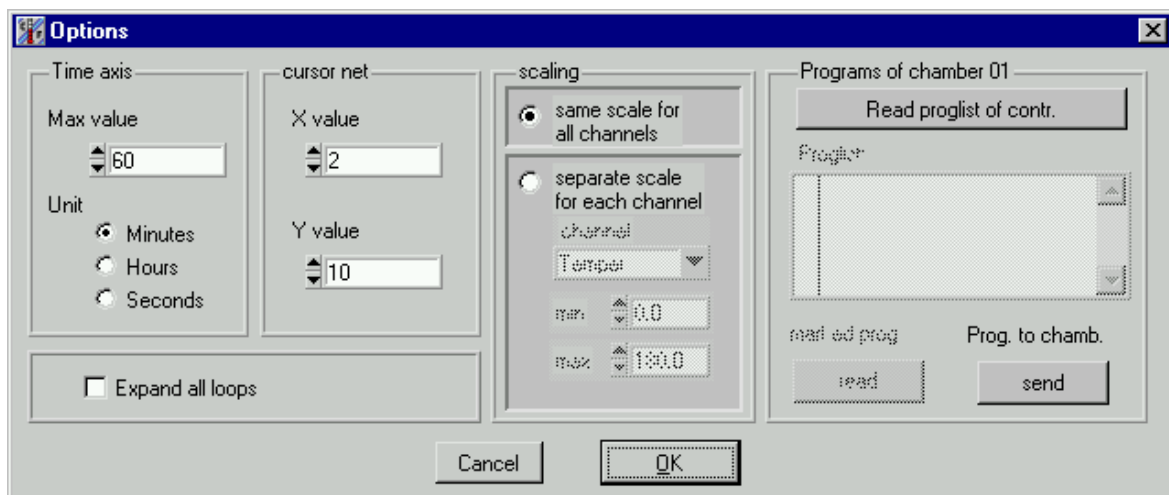 Options
Time axis
Max value
60
Unit
Minutes
Hours
Seconds
cursor net
X value
2
Y value
10
Expand all loops
scaling
same scale for
all channels
separate scale
for each channel
channel
Temper
min
0.0
max
180.0
Programs of chamber 01
Read proglist of contr.
Proglist
Prog. to chamb.
read
send
Cancel
OK